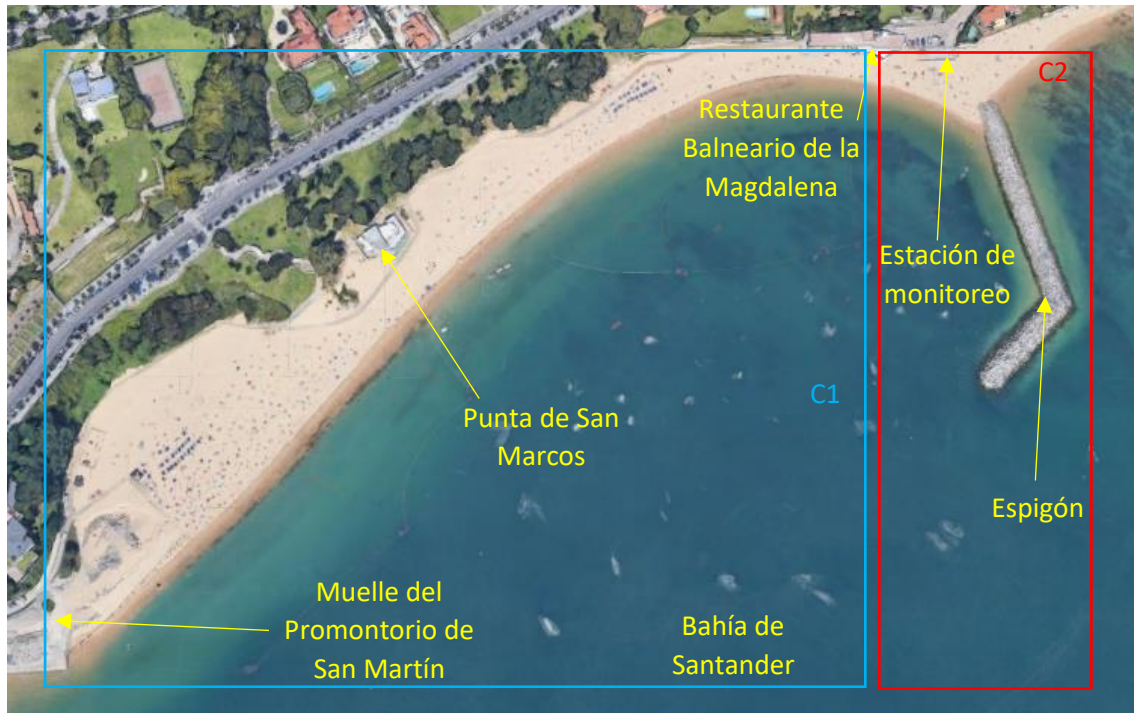 C2
Restaurante
Balneario de la
Magdalena
Estación de
monitoreo
C1
Punta de San
Marcos
Espigón
Muelle del
Promontorio de
San Martín
Bahía de
Santander